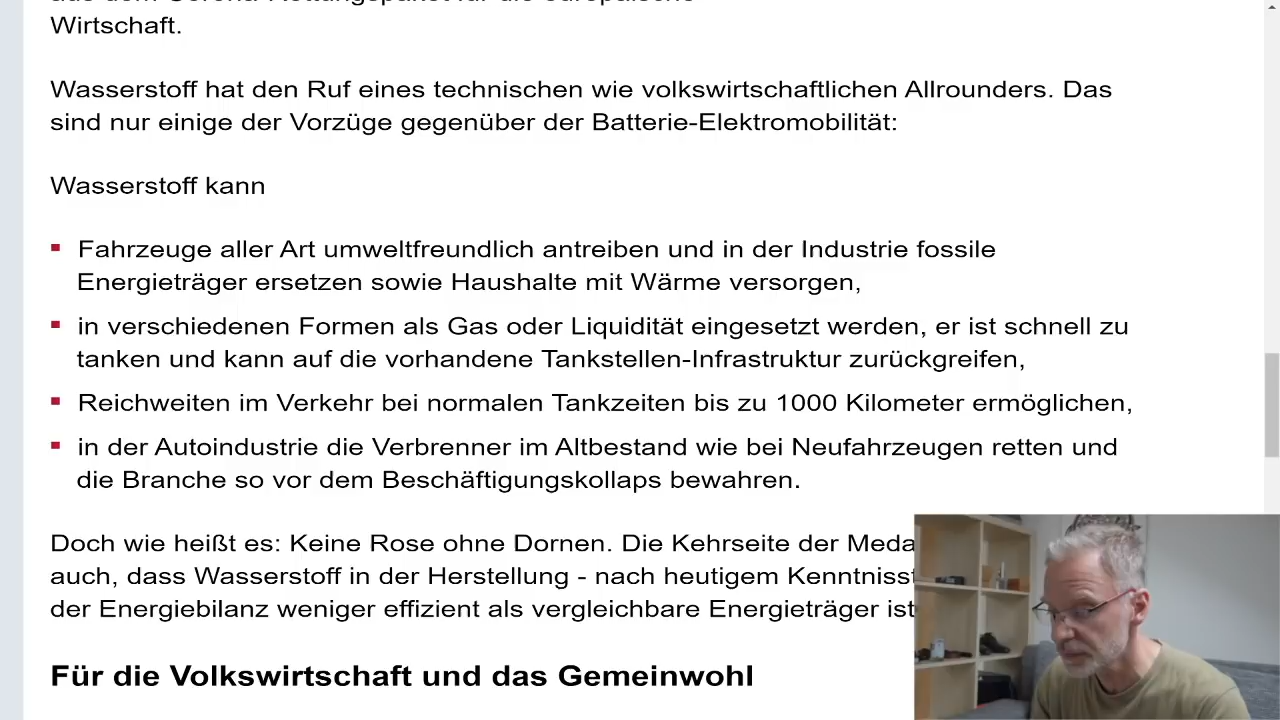 Wirtschaft.
Wasserstoff hat den Ruf eines technischen wie volkswirtschaftlichen Allrounders. Das
sind nur einige der Vorzüge gegenüber der Batterie-Elektromobilität:
Wasserstoff kann
Fahrzeuge aller Art umweltfreundlich antreiben und in der Industrie fossile
Energieträger ersetzen sowie Haushalte mit Wärme versorgen,
in verschiedenen Formen als Gas oder Liquidität eingesetzt werden, er ist schnell zu
tanken und kann auf die vorhandene Tankstellen-Infrastruktur zurückgreifen,
Reichweiten im Verkehr bei normalen Tankzeiten bis zu 1000 Kilometer ermöglichen,
in der Autoindustrie die Verbrenner im Altbestand wie bei Neufahrzeugen retten und
die Branche so vor dem Beschäftigungskollaps bewahren.
Doch wie heißt es: Keine Rose ohne Dornen. Die Kehrseite der
auch, dass Wasserstoff in der Herstellung - nach heutigem
der Energiebilanz weniger effizient als vergleichbare Energieträger ist
Für die Volkswirtschaft und das Gemeinwohl